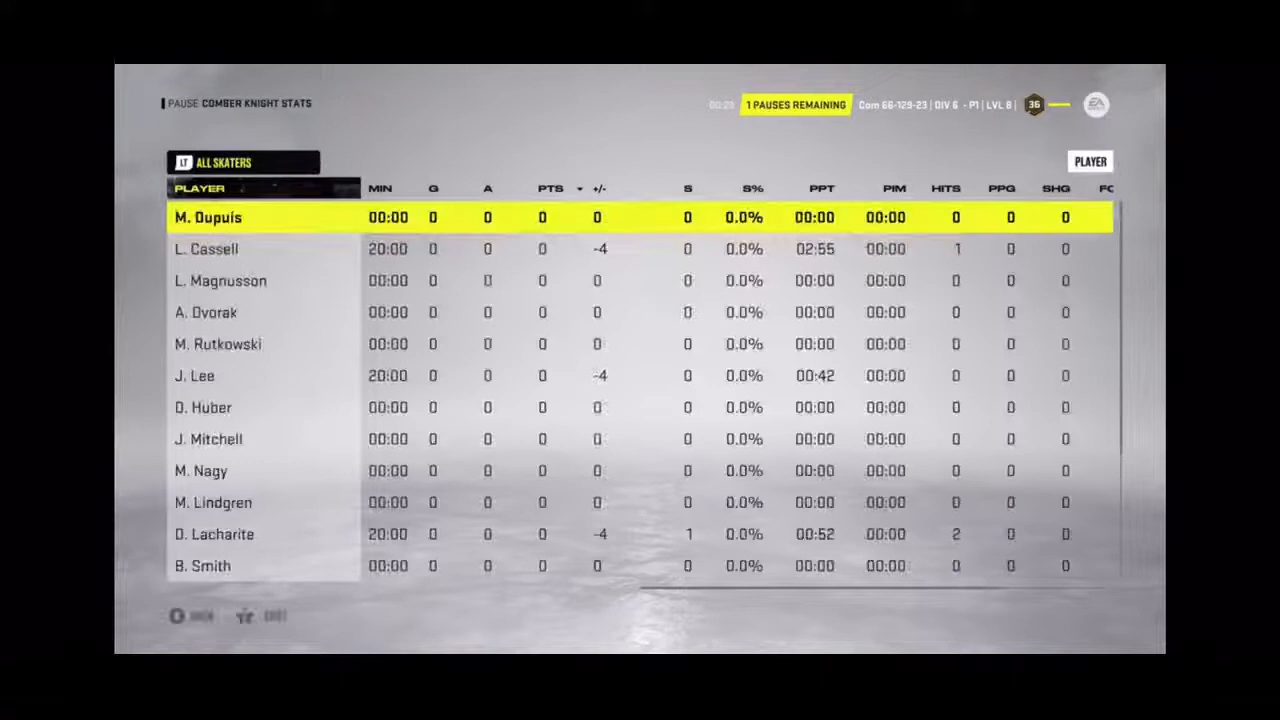 PAUSE COMBER KNIGHT STATS
00:23 1 PAUSES REMAINING Com 66-129-23 | DIV 6 - P1 | LVL 8 | 36 EA
LT ALL SKATERS PLAYER
PLAYER MIN G A PTS +/- S S% PPT PIM HITS PPG SHG FO
M. Dupuis 00:00 0 0 0 0 0 0.0% 00:00 00:00 0 0 0
L. Cassell 20:00 0 0 0 -4 0 0.0% 02:55 00:00 1 0 0
L. Magnusson 00:00 0 0 0 0 0 0.0% 00:00 00:00 0 0 0
A. Dvorak 00:00 0 0 0 0 0 0.0% 00:00 00:00 0 0 0
M. Rutkowski 00:00 0 0 0 0 0 0.0% 00:00 00:00 0 0 0
J. Lee 20:00 0 0 0 -4 0 0.0% 00:42 00:00 0 0 0
D. Huber 00:00 0 0 0 0 0 0.0% 00:00 00:00 0 0 0
J. Mitchell 00:00 0 0 0 0 0 0.0% 00:00 00:00 0 0 0
M. Nagy 00:00 0 0 0 0 0 0.0% 00:00 00:00 0 0 0
M. Lindgren 00:00 0 0 0 0 0 0.0% 00:00 00:00 0 0 0
D. Lacharite 20:00 0 0 0 -4 1 0.0% 00:52 00:00 2 0 0
B. Smith 00:00 0 0 0 0 0 0.0% 00:00 00:00 0 0 0